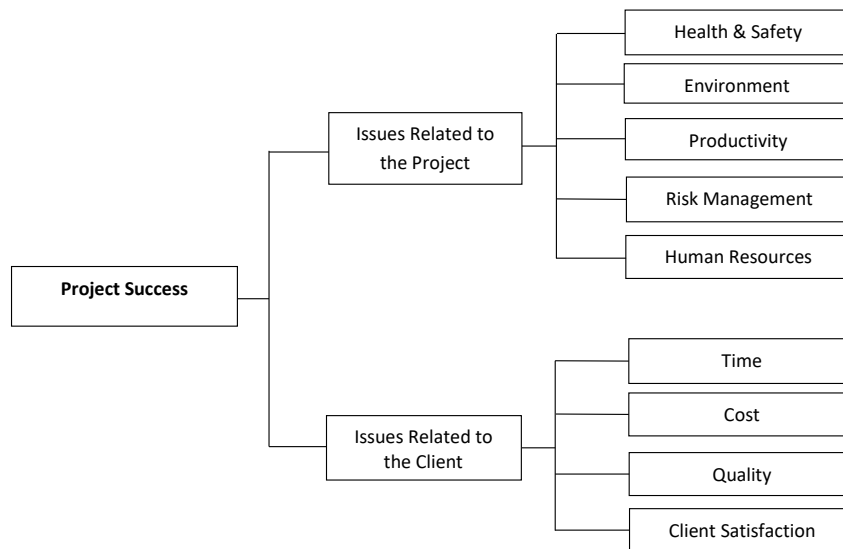 Health & Safety
Environment
Issues Related to
the Project
Productivity
Risk Management
Human Resources
Project Success
Time
Cost
Issues Related to
the Client
Quality
Client Satisfaction